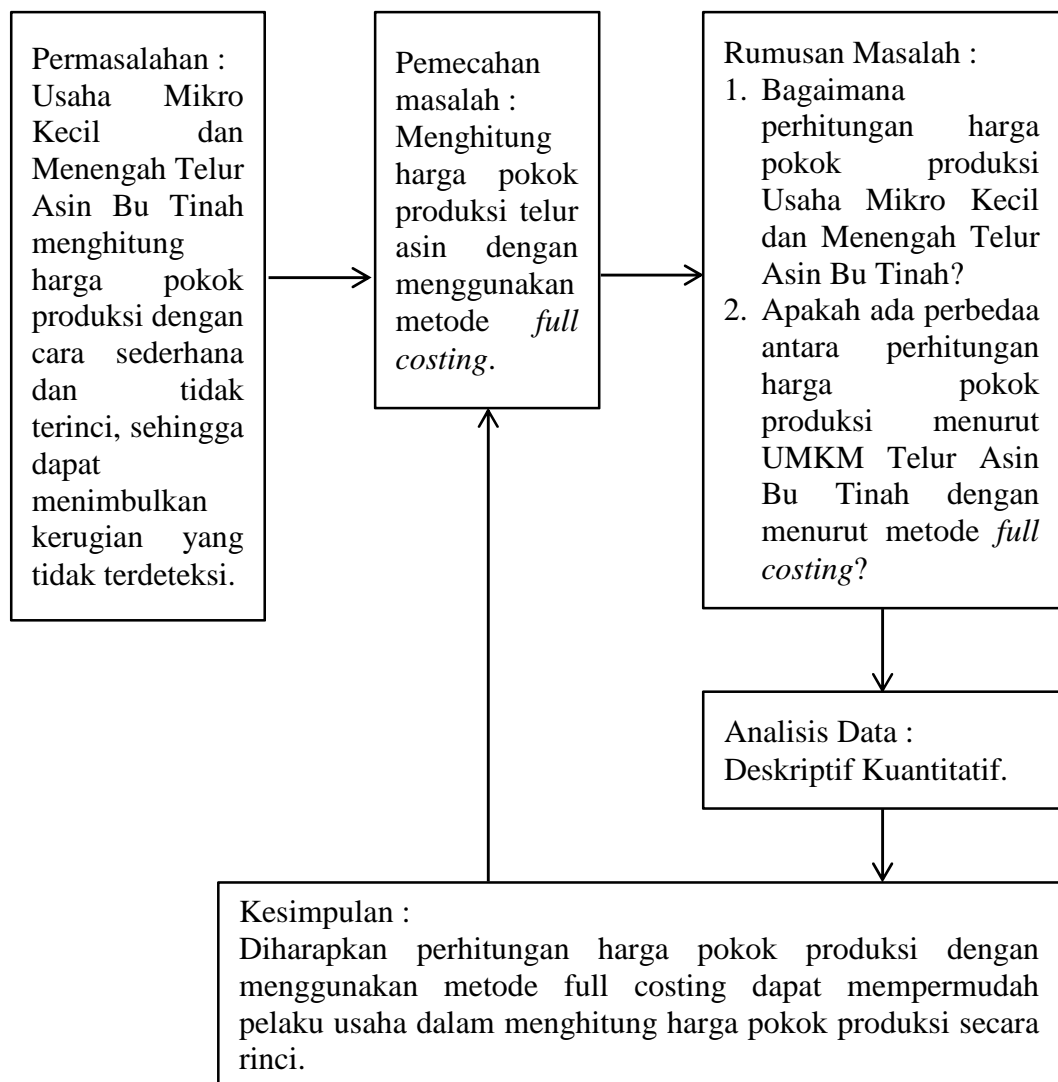 Permasalahan :
Usaha Mikro
Kecil dan
Menengah Telur
Asin Bu Tinah
menghitung
harga pokok
produksi dengan
cara sederhana
dan tidak
terinci, sehingga
dapat
menimbulkan
kerugian yang
tidak terdeteksi.
Pemecahan
masalah :
Menghitung
harga pokok
produksi telur
asin dengan
menggunakan
metode full
costing.
Rumusan Masalah :
1. Bagaimana
perhitungan harga
pokok produksi
Usaha Mikro Kecil
dan Menengah Telur
Asin Bu Tinah?
2. Apakah ada perbedaa
antara perhitungan
harga pokok
produksi menurut
UMKM Telur Asin
Bu Tinah dengan
menurut metode full
costing?
Analisis Data :
Deskriptif Kuantitatif.
Kesimpulan :
Diharapkan perhitungan harga pokok produksi dengan
menggunakan metode full costing dapat mempermudah
pelaku usaha dalam menghitung harga pokok produksi secara
rinci.